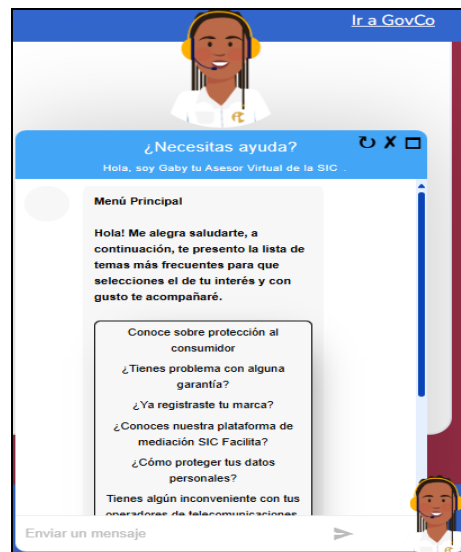 Ir a GovCo
¿Necesitas ayuda?
Hola, soy Gaby tu Asesor Virtual de la SIC .
Menú Principal
Hola! Me alegra saludarte, a
continuación, te presento la lista de
temas más frecuentes para que
selecciones el de tu interés y con
gusto te acompañaré.
Conoce sobre protección al
consumidor
¿Tienes problema con alguna
garantía?
¿Ya registraste tu marca?
¿Conoces nuestra plataforma de
mediación SIC Facilita?
¿Cómo proteger tus datos
personales?
Tienes algún inconveniente con tus
operadores de telecomunicaciones
Enviar un mensaje